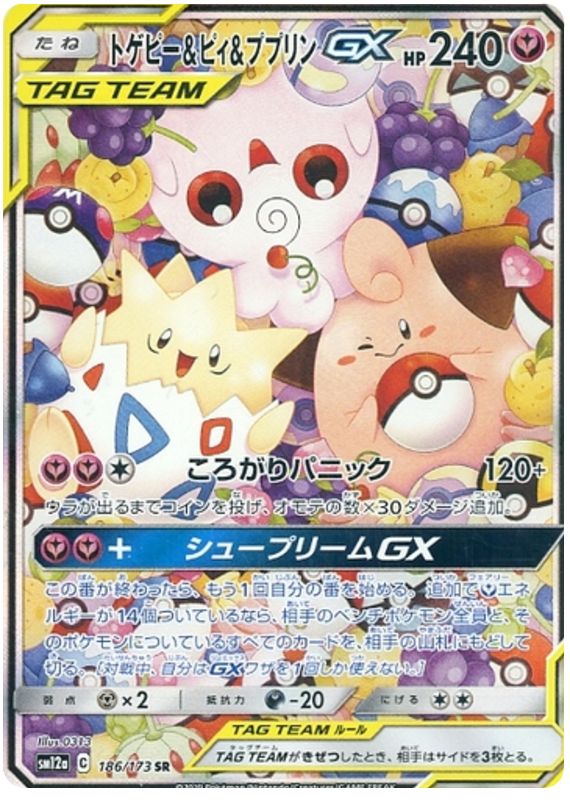 たね トゲピー&ピィ&ププリンGX HP 240
TAG TEAM
ころがりパニック 120+
ウラが出るまでコインを投げ、オモテの数×30ダメージ追加。
+ シュープリームGX
この番が終わったら、もう1回自分の番を始める。追加でエネ
ルギーが14個ついているなら、相手のベンチポケモン全員と、そ
のポケモンについているすべてのカードを、相手の山札にもどして
切る。[対戦中、自分はGXワザを1回しか使えない。]
弱点 ×2 抵抗力 -20 にげる
Illus. 0313
TAG TEAM ルール
sm12a C 186/173 SR
TAG TEAMがきぜつしたとき、相手はサイドを3枚とる。